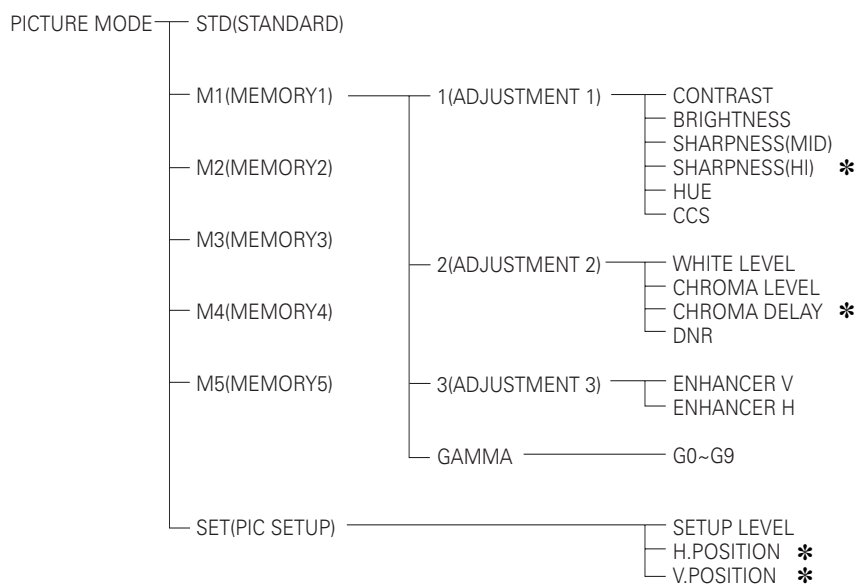 PICTURE MODE STD(STANDARD)
M1(MEMORY1) 1(ADJUSTMENT 1) CONTRAST
BRIGHTNESS
SHARPNESS(MID)
M2(MEMORY2) SHARPNESS(HI) ✻
HUE
CCS
M3(MEMORY3)
2(ADJUSTMENT 2) WHITE LEVEL
CHROMA LEVEL
M4(MEMORY4) CHROMA DELAY ✻
DNR
M5(MEMORY5) 3(ADJUSTMENT 3) ENHANCER V
ENHANCER H
GAMMA G0~G9
SET(PIC SETUP) SETUP LEVEL
H.POSITION ✻
V.POSITION ✻